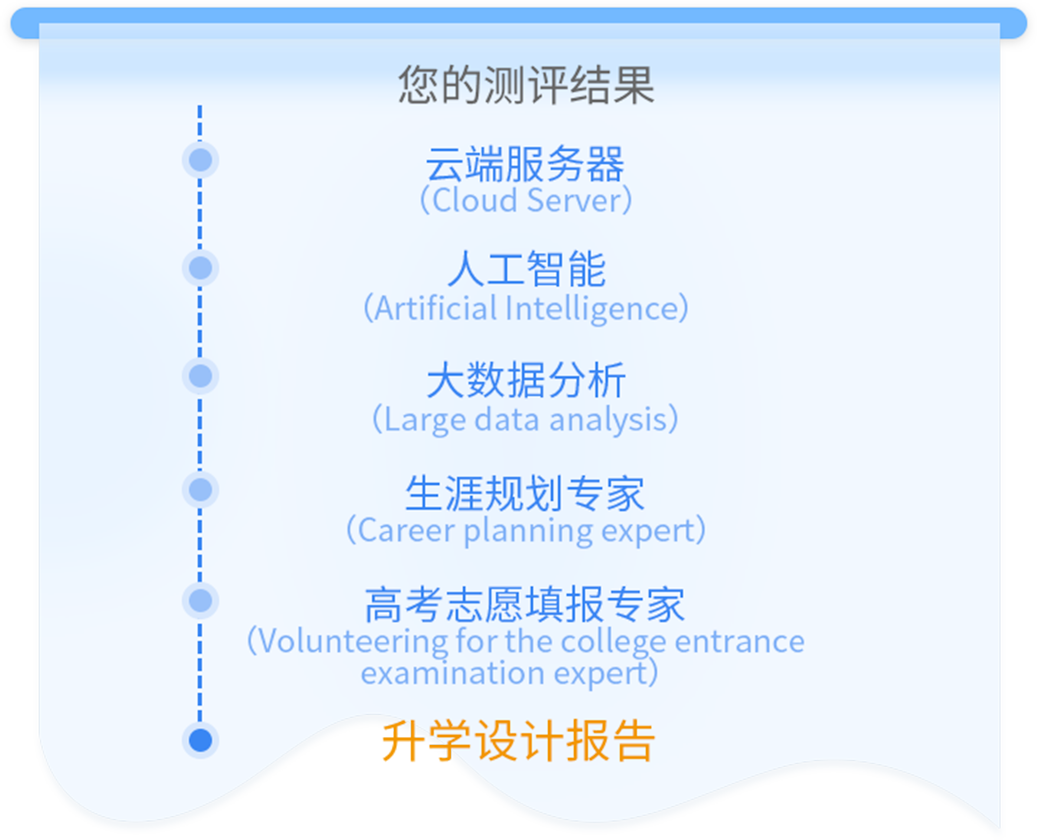 您的测评结果
云端服务器
（Cloud Server）
人工智能
（Artificial Intelligence）
大数据分析
（Large data analysis）
生涯规划专家
（Career planning expert）
高考志愿填报专家
（Volunteering for the college entrance
examination expert）
升学设计报告